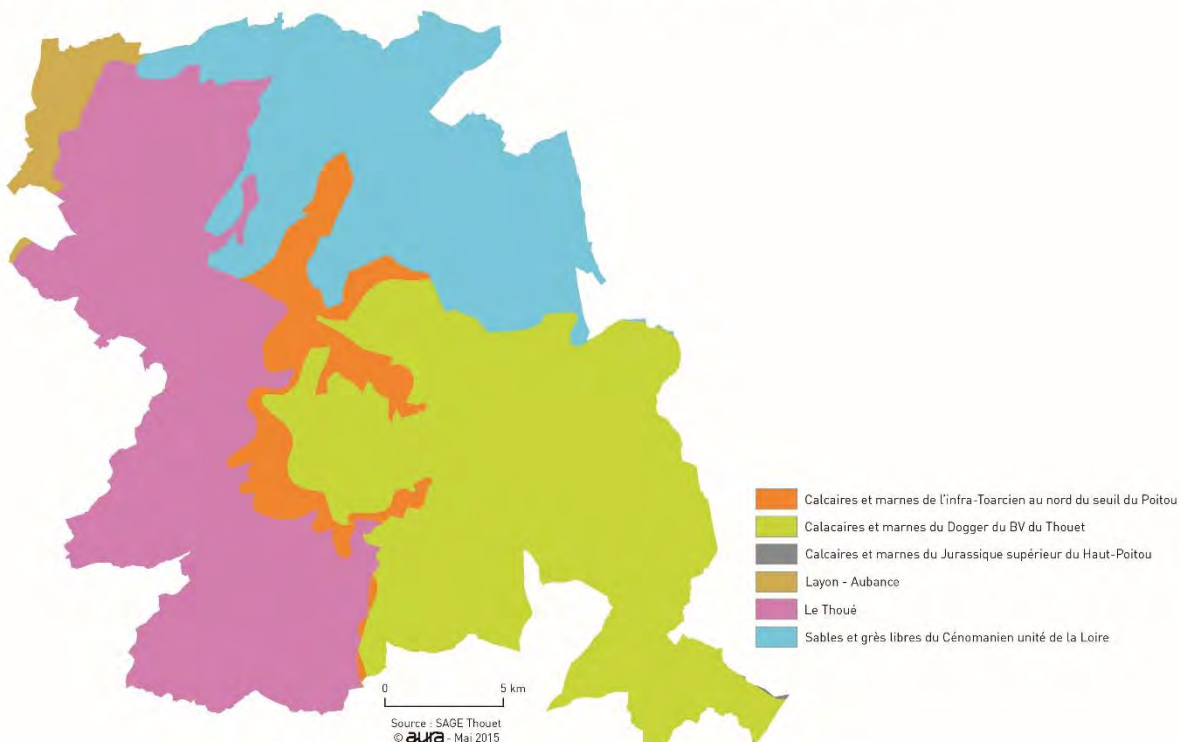 Calcaires et marnes de l'infra-Toarcien au nord du seuil du Poitou
Calacaires et marnes du Dogger du BV du Thouet
Calcaires et marnes du Jurassique supérieur du Haut-Poitou
Layon - Aubance
Le Thoué
Sables et grès libres du Cénomanien unité de la Loire
0 5 km
Source : SAGE Thouet
© aura - Mai 2015